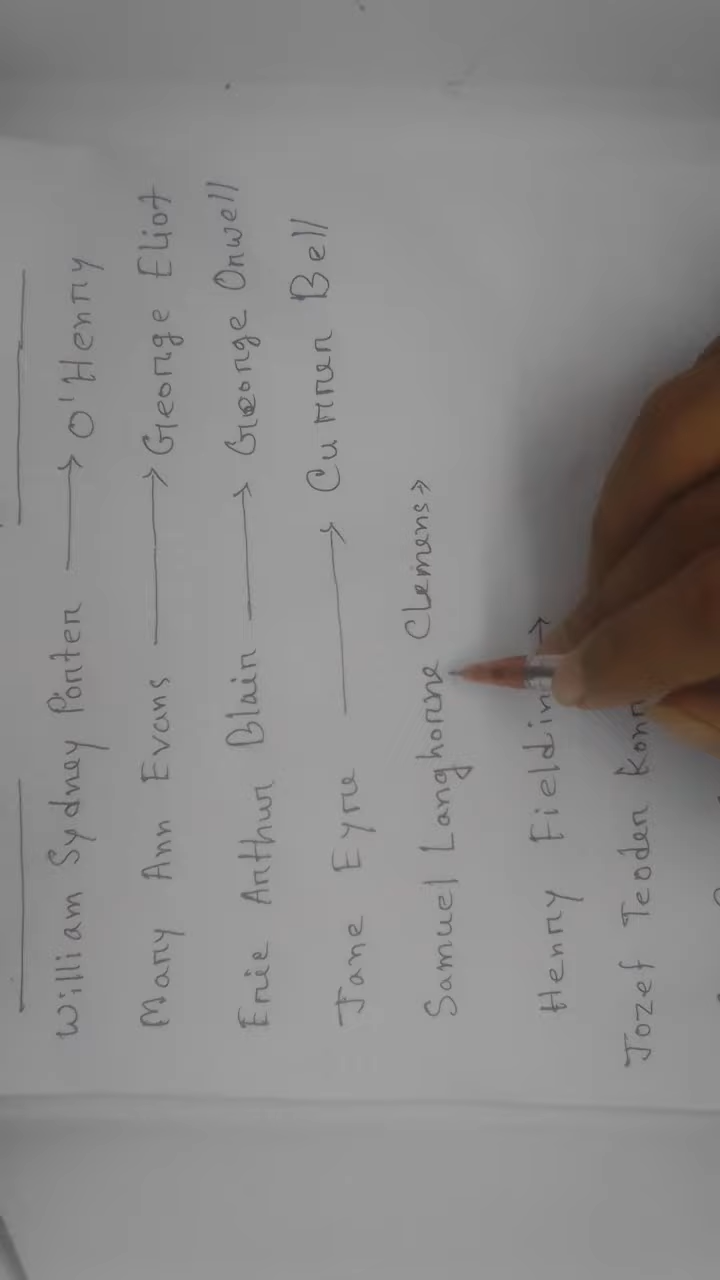 William Sydney Porter → O'Henry
Mary Ann Evans → George Eliot
Eric Arthur Blair → George Orwell
Jane Eyre → Currer Bell
Samuel Langhorne Clemens →
Henry Fielding →
Jozef Teodor